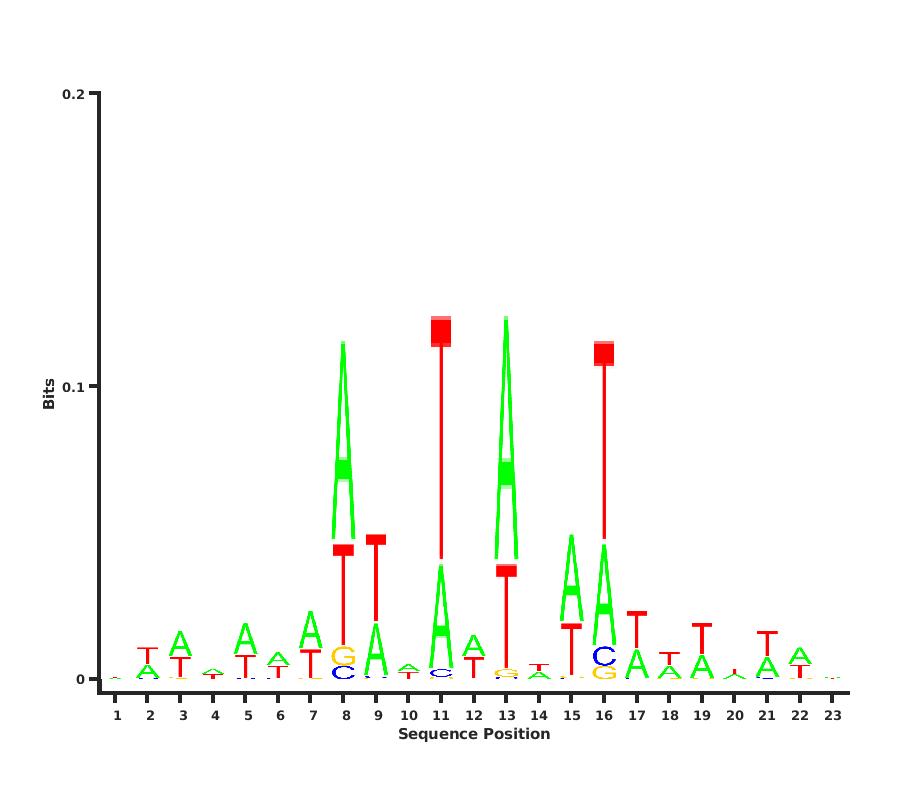 0.2
0.1
0
Bits
T A A A A A A T T A T A T A A T T T T T T A
A T A T T T T G A T A T T A T A A A A A A T
C C G C G
1 2 3 4 5 6 7 8 9 10 11 12 13 14 15 16 17 18 19 20 21 22 23
Sequence Position